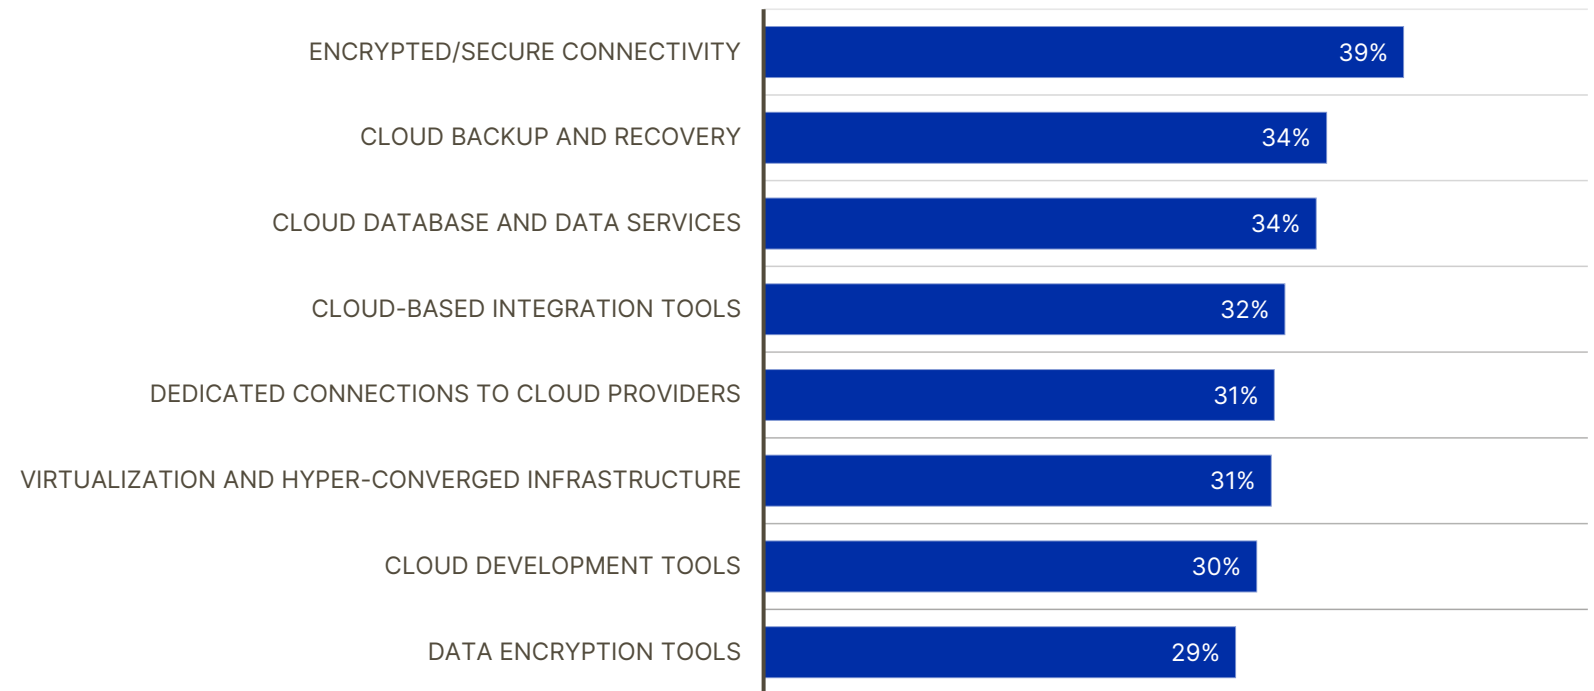 ENCRYPTED/SECURE CONNECTIVITY 39%
CLOUD BACKUP AND RECOVERY 34%
CLOUD DATABASE AND DATA SERVICES 34%
CLOUD-BASED INTEGRATION TOOLS 32%
DEDICATED CONNECTIONS TO CLOUD PROVIDERS 31%
VIRTUALIZATION AND HYPER-CONVERGED INFRASTRUCTURE 31%
CLOUD DEVELOPMENT TOOLS 30%
DATA ENCRYPTION TOOLS 29%